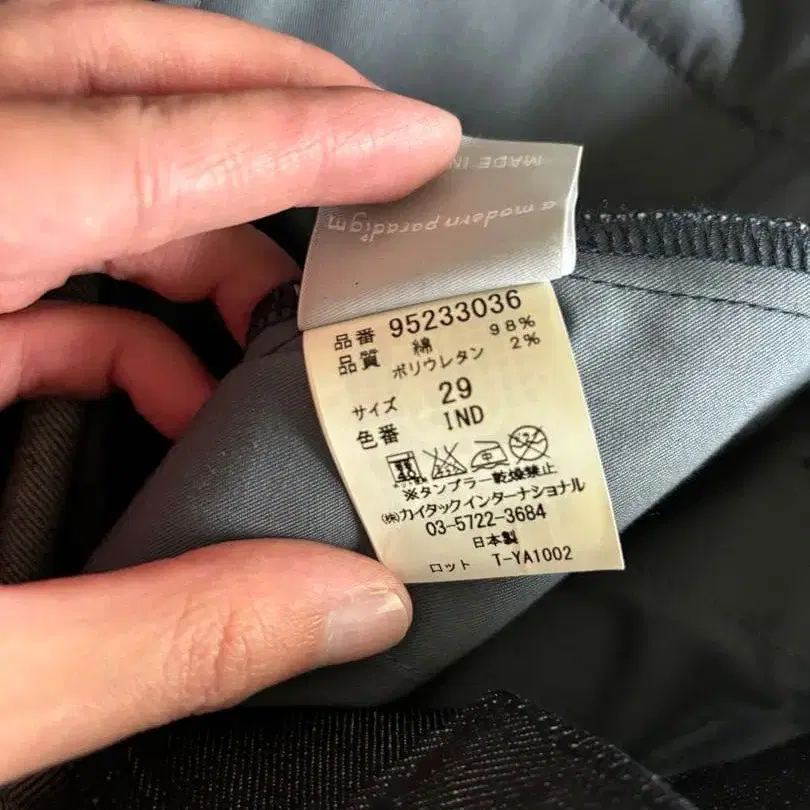 MADE IN
a modern paradigm
品番 95233036
品質 綿 98%
ポリウレタン 2%
サイズ 29
色番 IND
中
※タンブラー乾燥禁止
㈱カイタックインターナショナル
03-5722-3684
日本製
ロット T-YA1002